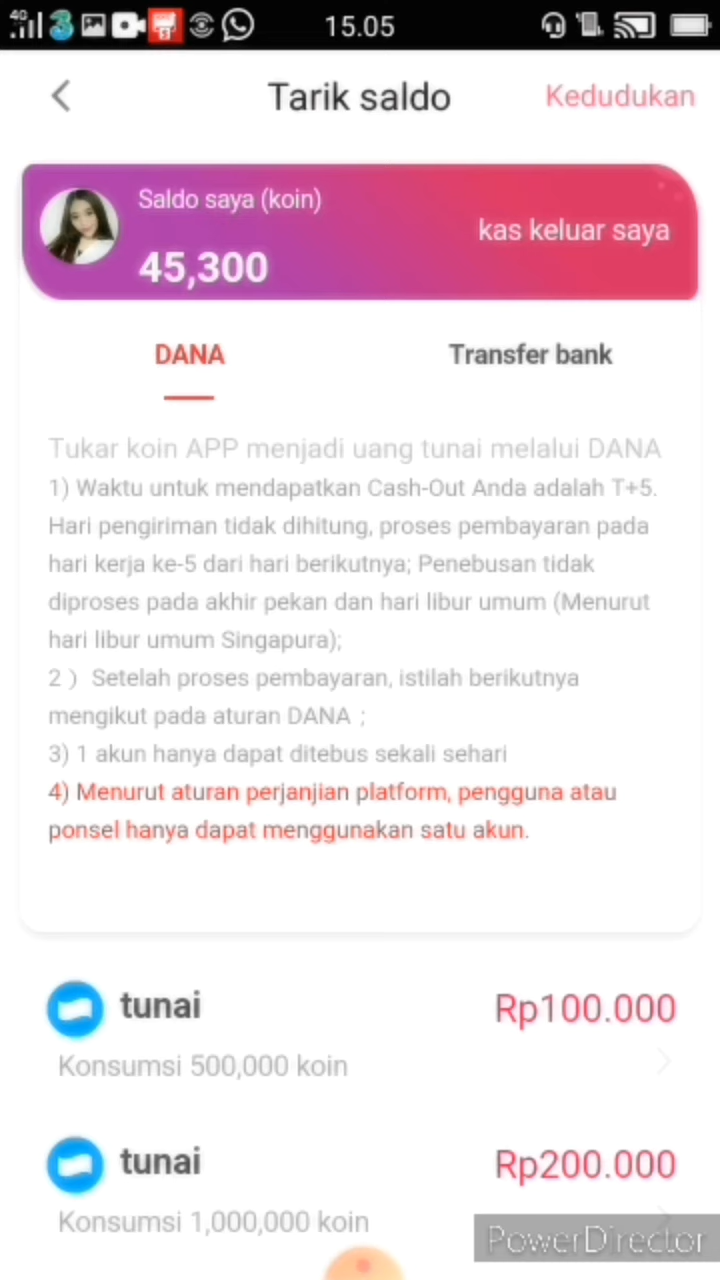 4G
15.05
Tarik saldo
Kedudukan
Saldo saya (koin)
45,300
kas keluar saya
DANA
Transfer bank
Tukar koin APP menjadi uang tunai melalui DANA
1) Waktu untuk mendapatkan Cash-Out Anda adalah T+5.
Hari pengiriman tidak dihitung, proses pembayaran pada
hari kerja ke-5 dari hari berikutnya; Penebusan tidak
diproses pada akhir pekan dan hari libur umum (Menurut
hari libur umum Singapura);
2） Setelah proses pembayaran, istilah berikutnya
mengikut pada aturan DANA；
3) 1 akun hanya dapat ditebus sekali sehari
4) Menurut aturan perjanjian platform, pengguna atau
ponsel hanya dapat menggunakan satu akun.
tunai
Rp100.000
Konsumsi 500,000 koin
tunai
Rp200.000
Konsumsi 1,000,000 koin
PowerDirector